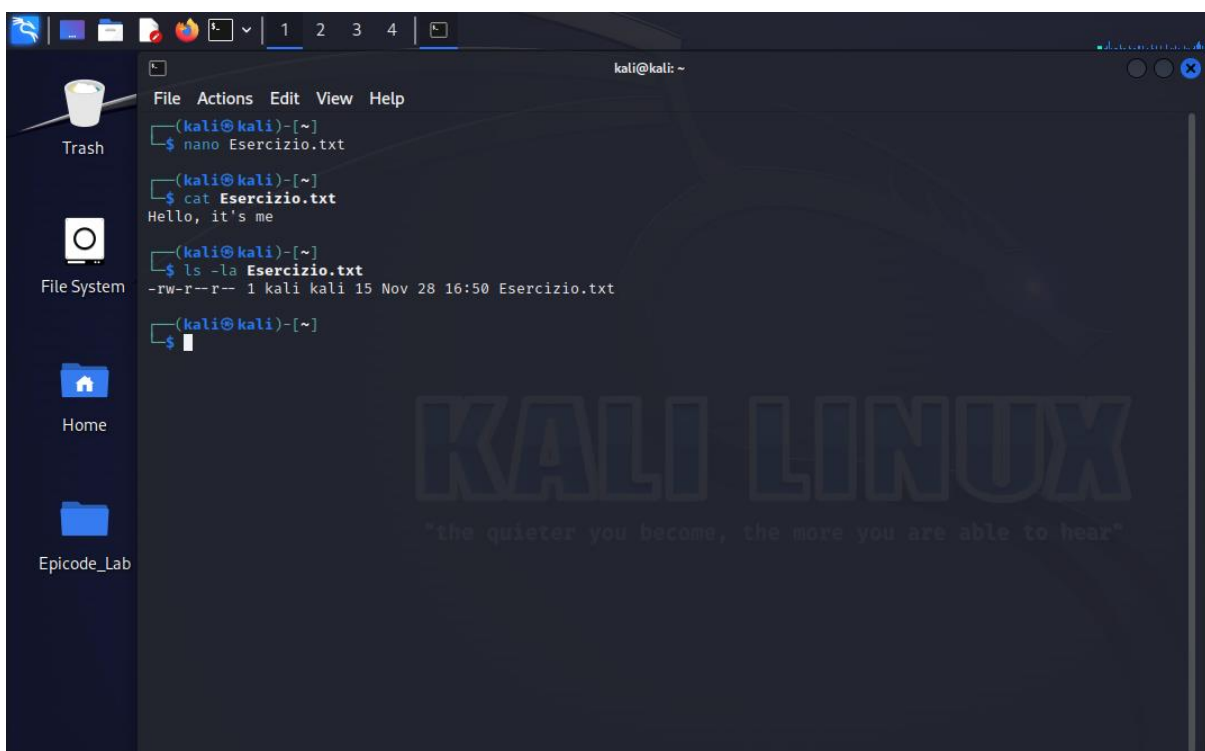 1 2 3 4
kali@kali: ~
File Actions Edit View Help
Trash
File System
Home
Epicode_Lab
┌──(kali㉿kali)-[~]
└─$ nano Esercizio.txt
┌──(kali㉿kali)-[~]
└─$ cat Esercizio.txt
Hello, it's me
┌──(kali㉿kali)-[~]
└─$ ls -la Esercizio.txt
-rw-r--r-- 1 kali kali 15 Nov 28 16:50 Esercizio.txt
┌──(kali㉿kali)-[~]
└─$
KALI LINUX
"the quieter you become, the more you are able to hear"